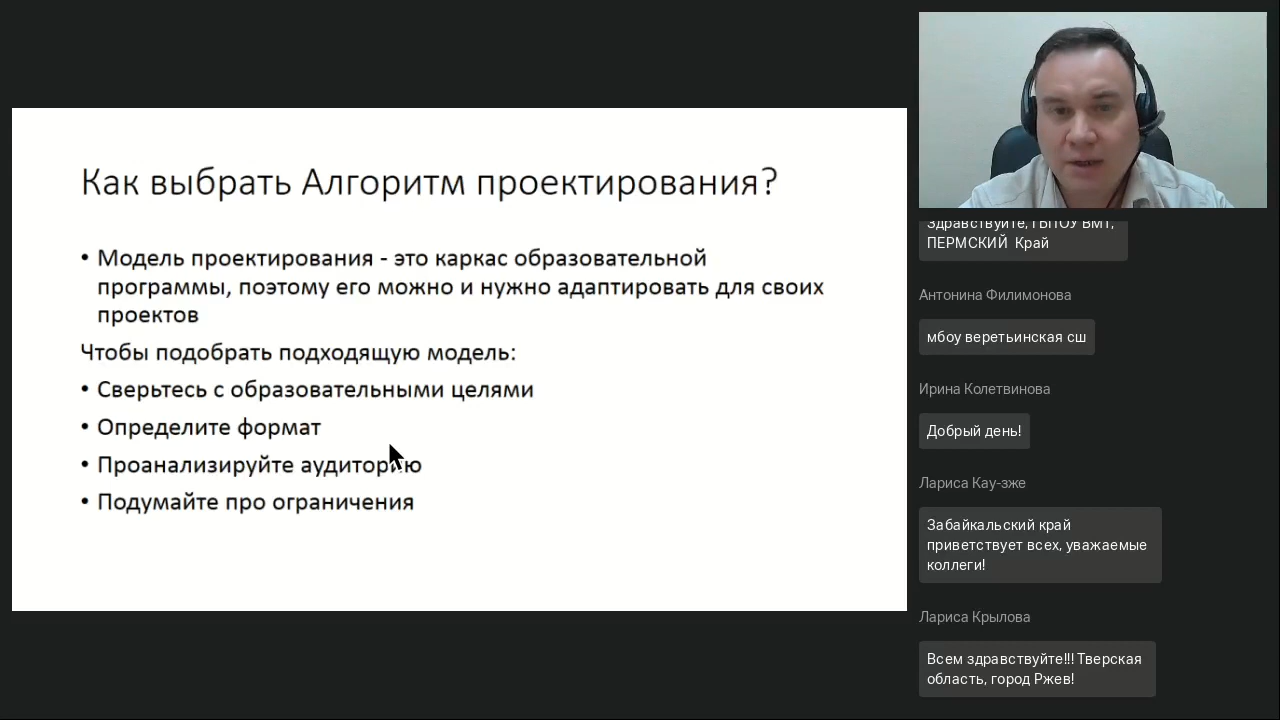 Как выбрать Алгоритм проектирования?
• Модель проектирования - это каркас образовательной
программы, поэтому его можно и нужно адаптировать для своих
проектов
Чтобы подобрать подходящую модель:
• Сверьтесь с образовательными целями
• Определите формат
• Проанализируйте аудиторию
• Подумайте про ограничения
Здравствуйте, ГБПОУ ВМТ,
ПЕРМСКИЙ Край
Антонина Филимонова
мбоу веретьинская сш
Ирина Колетвинова
Добрый день!
Лариса Кау-зже
Забайкальский край
приветствует всех, уважаемые
коллеги!
Лариса Крылова
Всем здравствуйте!!! Тверская
область, город Ржев!